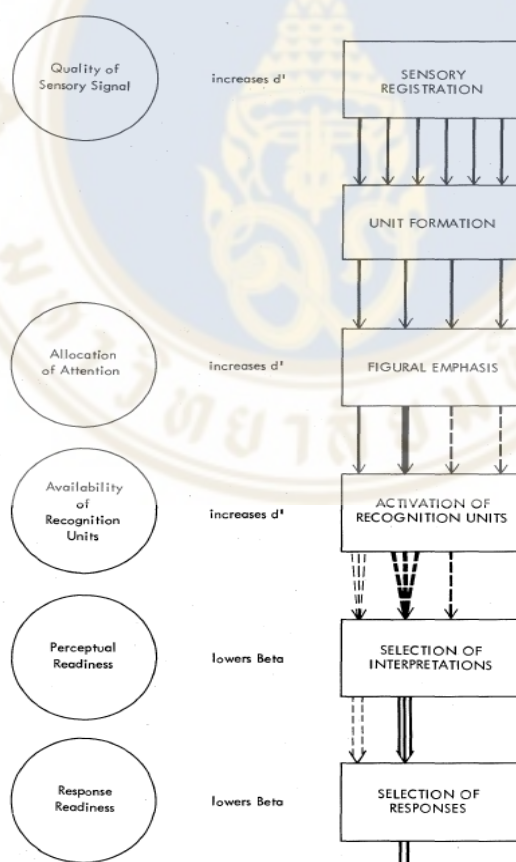 Quality of
Sensory Signal
increases d'
SENSORY
REGISTRATION
UNIT FORMATION
Allocation
of Attention
increases d'
FIGURAL EMPHASIS
Availability
of
Recognition
Units
increases d'
ACTIVATION OF
RECOGNITION UNITS
Perceptual
Readiness
lowers Beta
SELECTION OF
INTERPRETATIONS
Response
Readiness
lowers Beta
SELECTION OF
RESPONSES